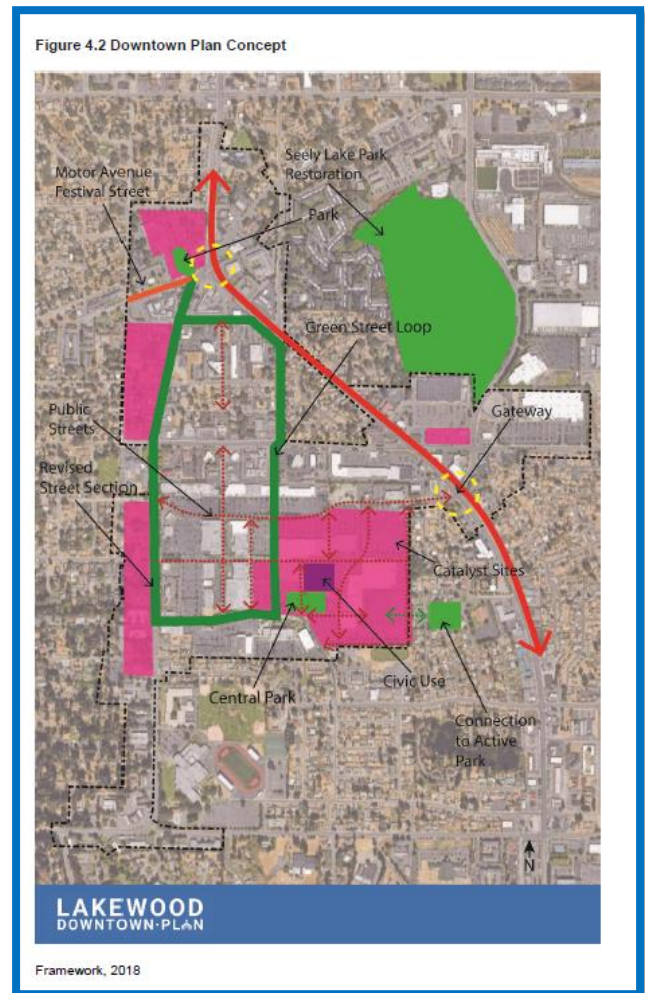 Figure 4.2 Downtown Plan Concept
Motor Avenue
Festival Street
Seely Lake Park
Restoration
Park
Green Street Loop
Public
Streets
Gateway
Revised
Street Section
Catalyst Sites
Central Park
Civic Use
Connection
to Active
Park
N
LAKEWOOD
DOWNTOWN·PLAN
Framework, 2018